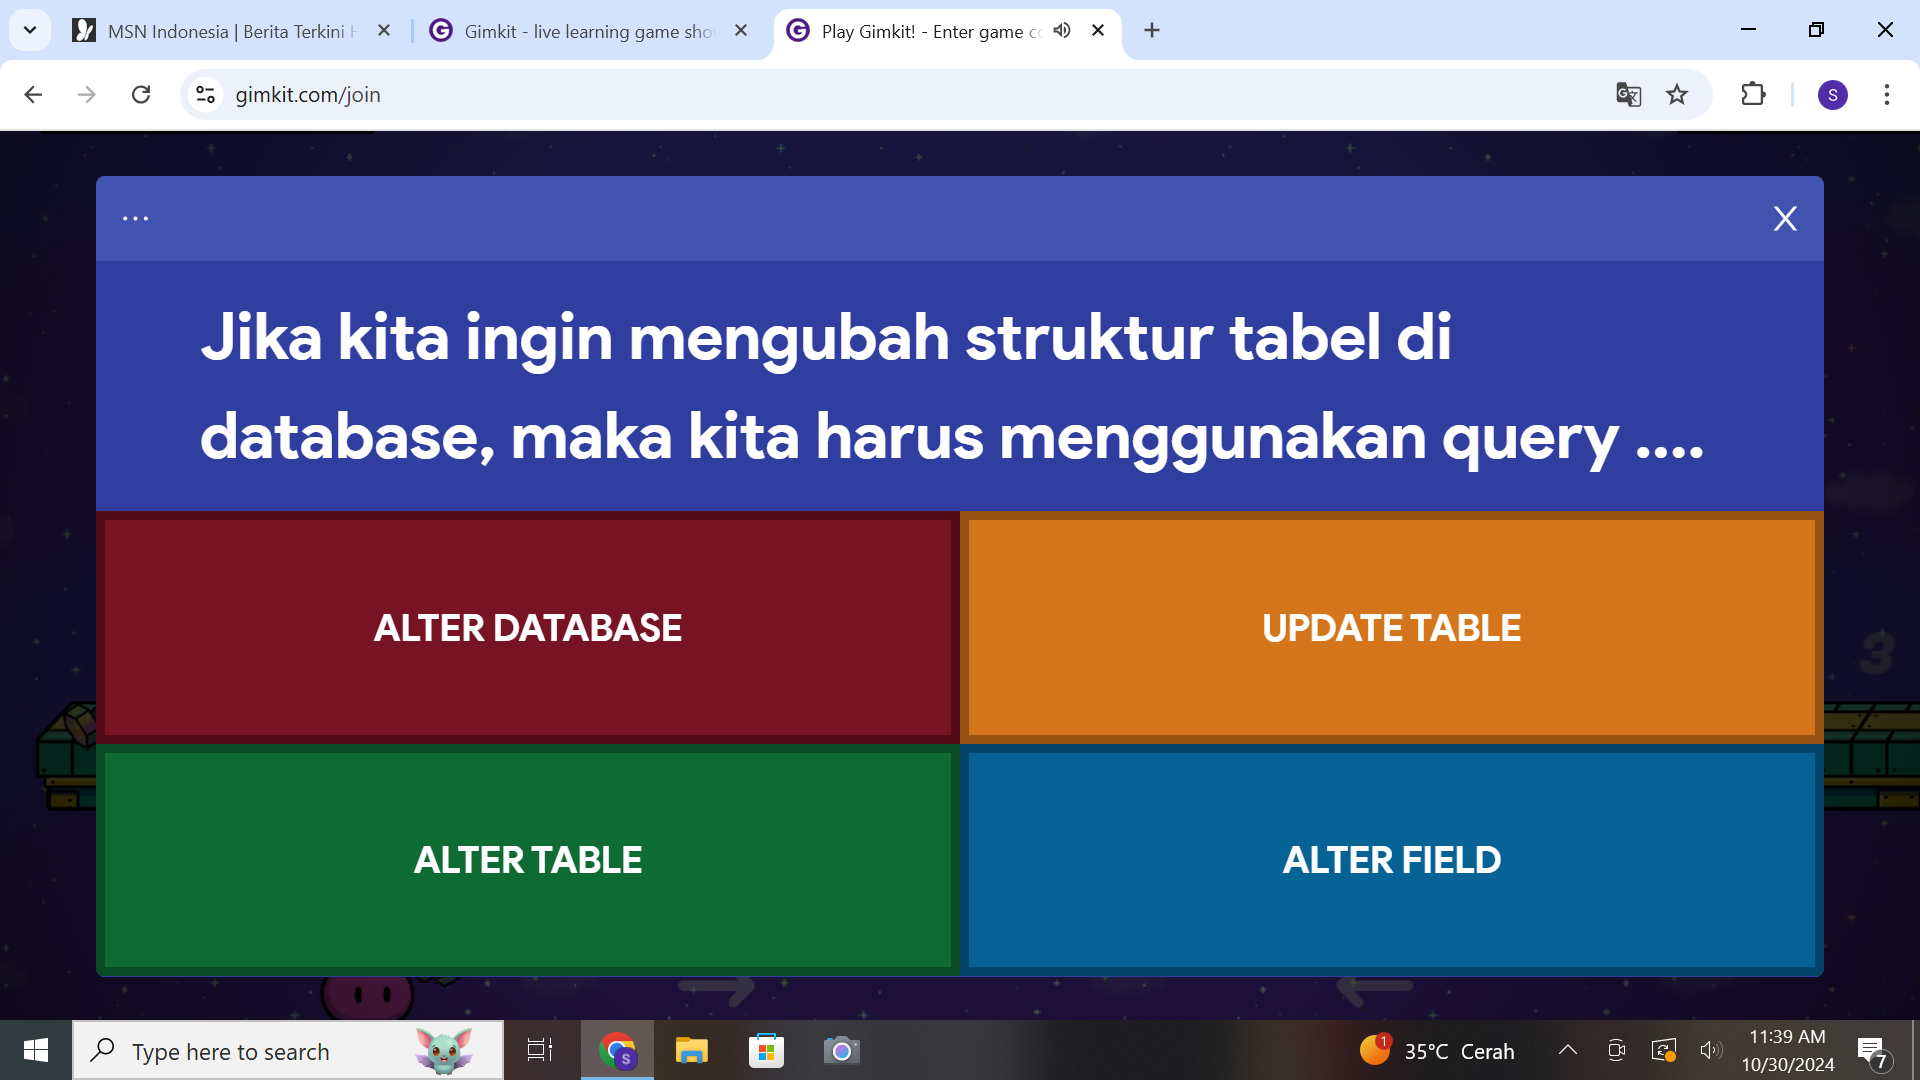 MSN Indonesia | Berita Terkini H
Gimkit - live learning game sho
Play Gimkit! - Enter game c
gimkit.com/join
S
...
X
Jika kita ingin mengubah struktur tabel di
database, maka kita harus menggunakan query ....
ALTER DATABASE
UPDATE TABLE
3
ALTER TABLE
ALTER FIELD
Type here to search
S
1
35°C Cerah
11:39 AM
10/30/2024
7